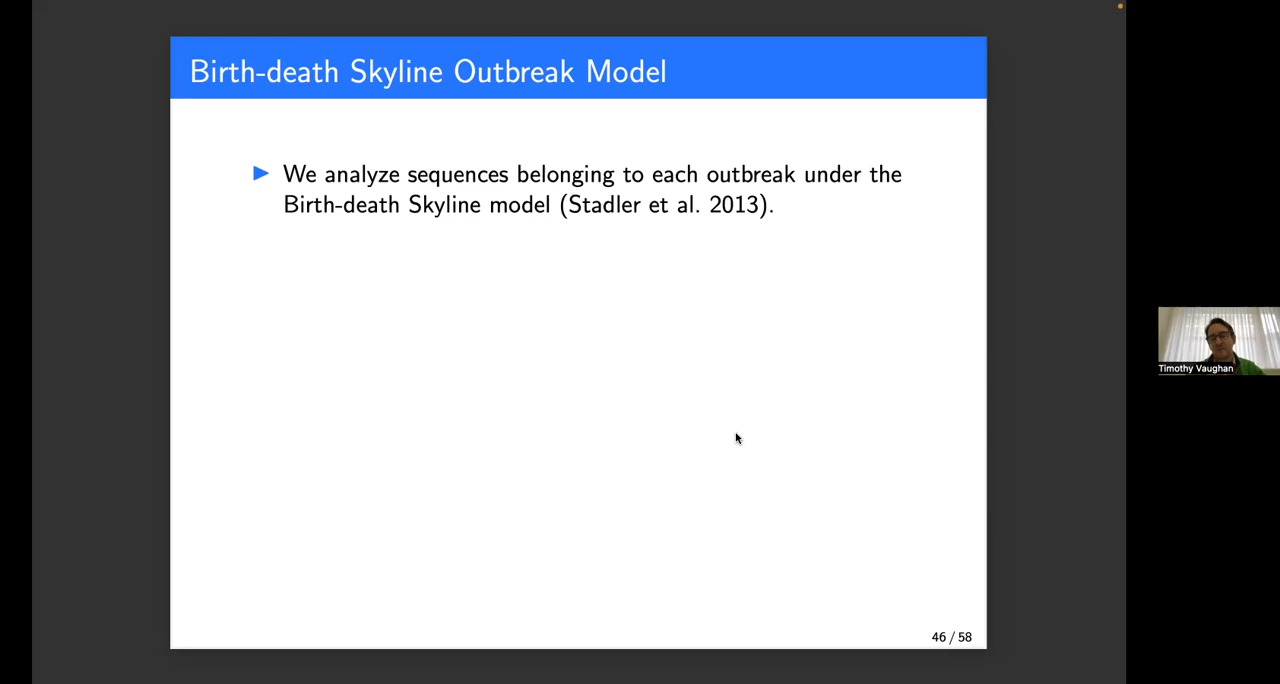 Birth-death Skyline Outbreak Model
We analyze sequences belonging to each outbreak under the
Birth-death Skyline model (Stadler et al. 2013).
Timothy Vaughan
46 / 58